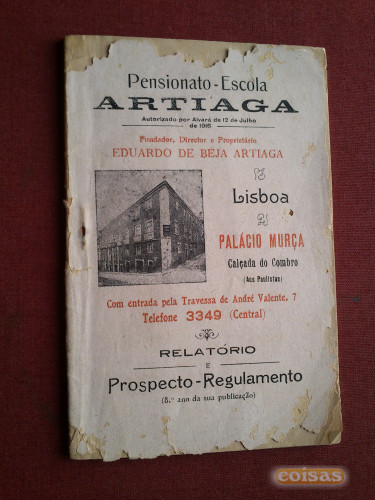 Pensionato-Escola
ARTIAGA
Autorizado por Alvará de 12 de Julho
de 1915
Fundador, Director e Proprietário
EDUARDO DE BEJA ARTIAGA
Lisboa
PALÁCIO MURÇA
Calçada do Combro
(Aos Paulistas)
Com entrada pela Travessa de André Valente, 7
Telefone 3349 (Central)
RELATÓRIO
E
Prospecto-Regulamento
(5.º ano da sua publicação)
coisas